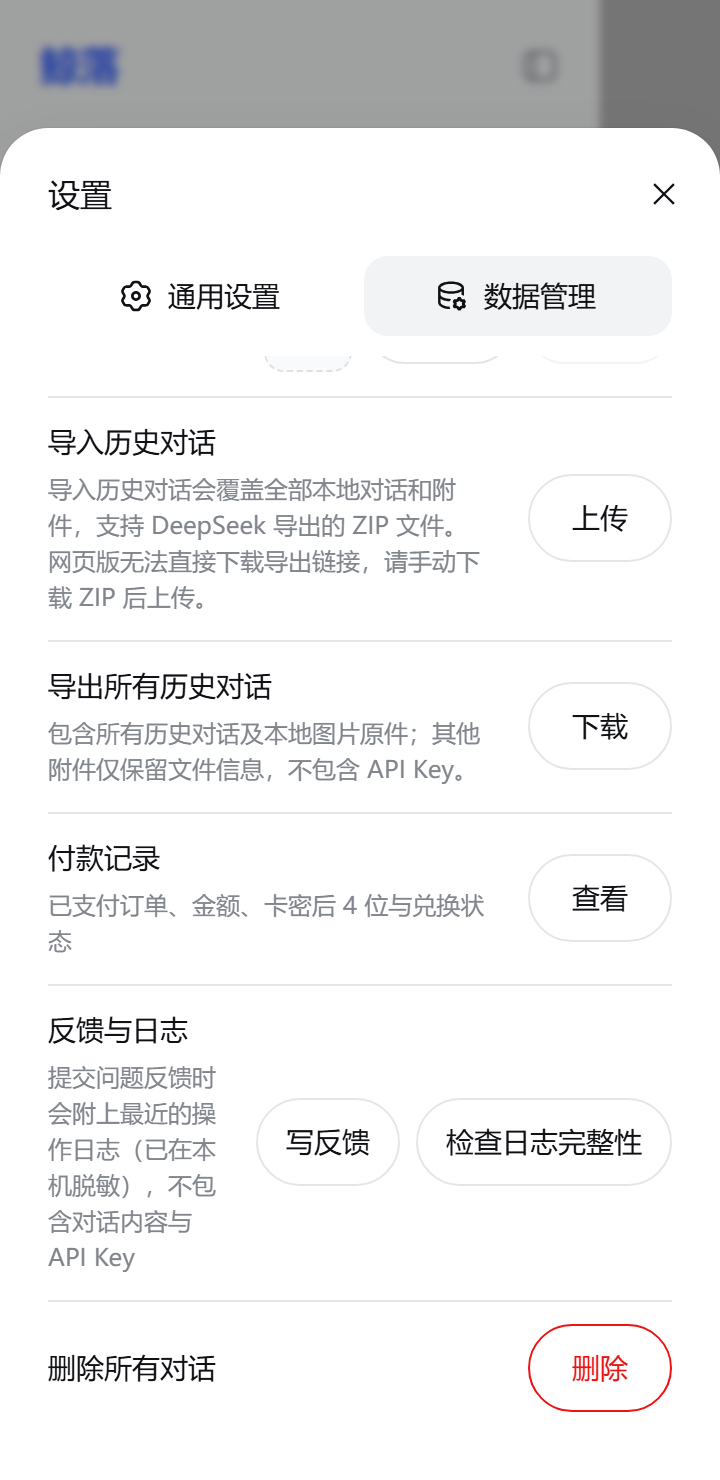 鲸落
设置
通用设置
数据管理
导入历史对话
导入历史对话会覆盖全部本地对话和附
件，支持 DeepSeek 导出的 ZIP 文件。
网页版无法直接下载导出链接，请手动下
载 ZIP 后上传。
上传
导出所有历史对话
包含所有历史对话及本地图片原件；其他
附件仅保留文件信息，不包含 API Key。
下载
付款记录
已支付订单、金额、卡密后 4 位与兑换状
态
查看
反馈与日志
提交问题反馈时
会附上最近的操
作日志（已在本
机脱敏），不包
含对话内容与
API Key
写反馈
检查日志完整性
删除所有对话
删除